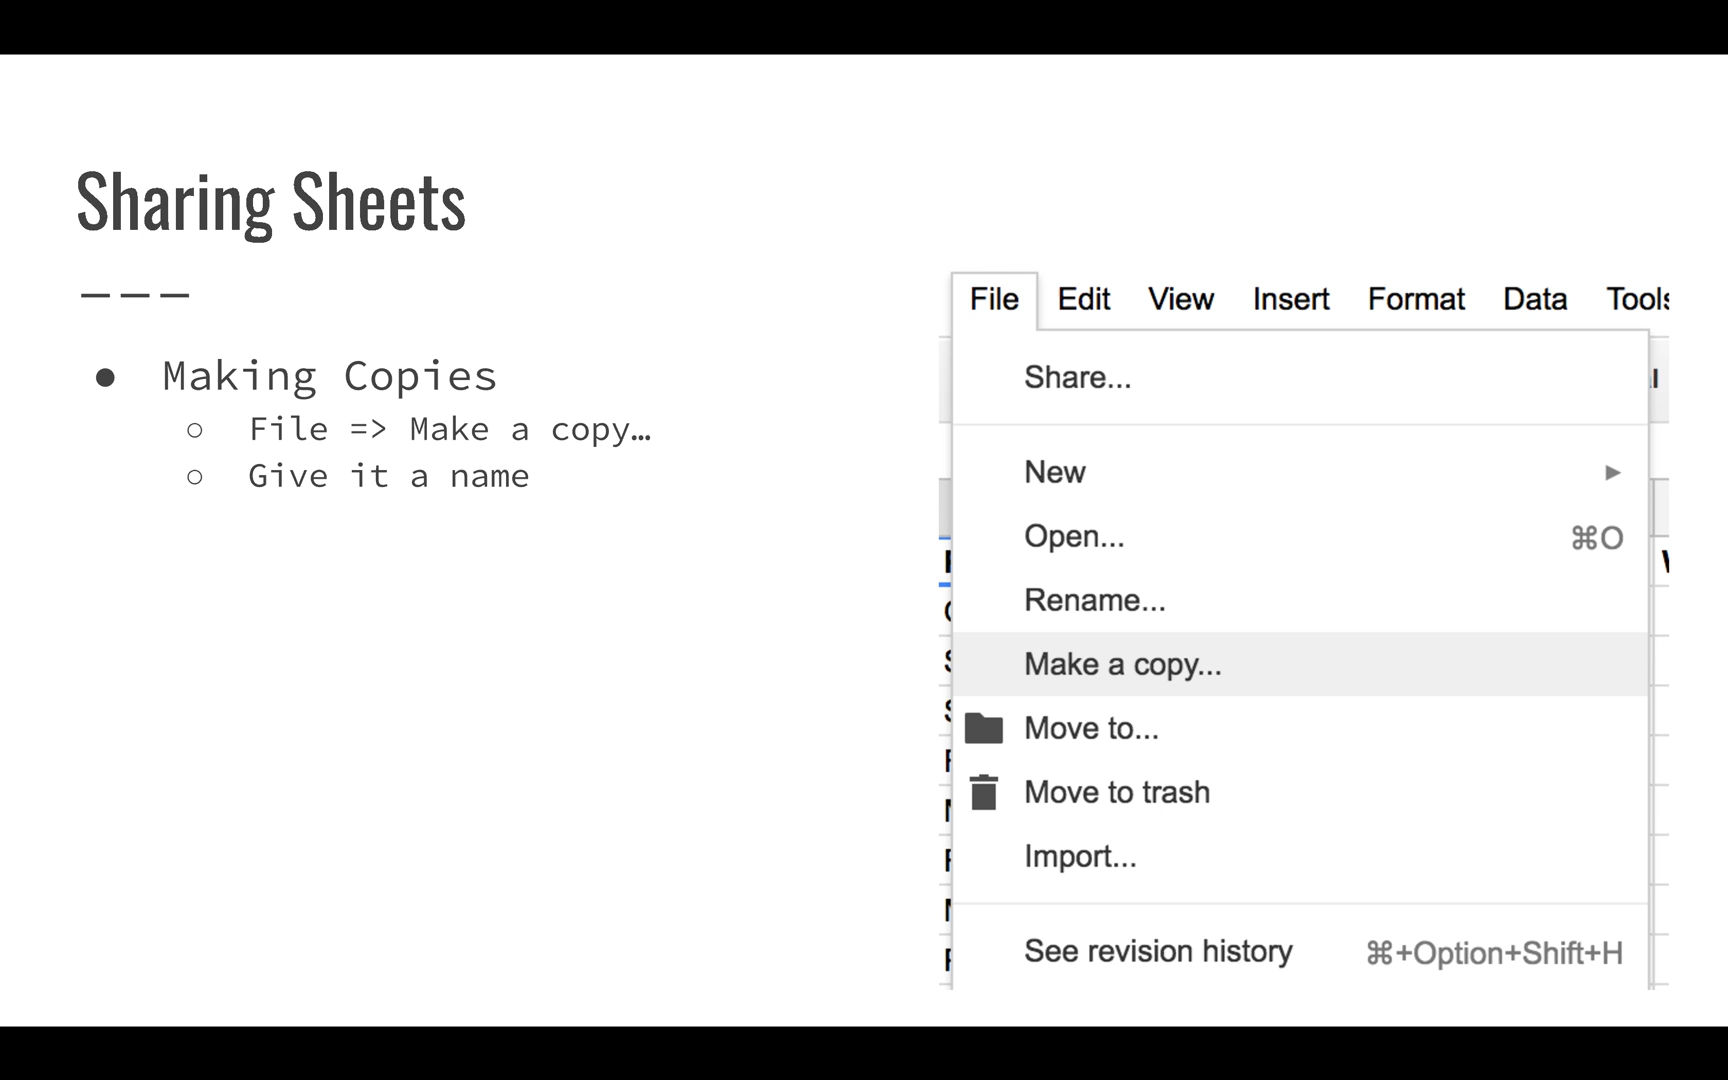 Sharing Sheets
● Making Copies
○ File => Make a copy…
○ Give it a name
File Edit View Insert Format Data Tools
Share...
New ►
Open... ⌘O
Rename...
Make a copy...
Move to...
Move to trash
Import...
See revision history ⌘+Option+Shift+H